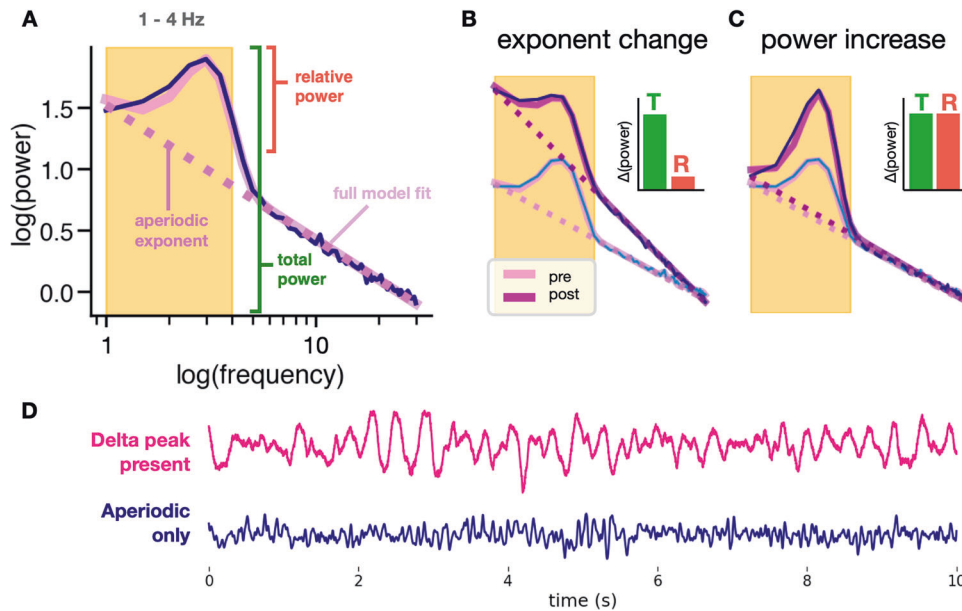 A
1 - 4 Hz
relative
power
aperiodic
exponent
full model fit
total
power
log(power)
1.5
1.0
0.5
0.0
1
10
log(frequency)
B
exponent change
T
R
Δ(power)
pre
post
C
power increase
T
R
Δ(power)
D
Delta peak
present
Aperiodic
only
0
2
4
6
8
10
time (s)